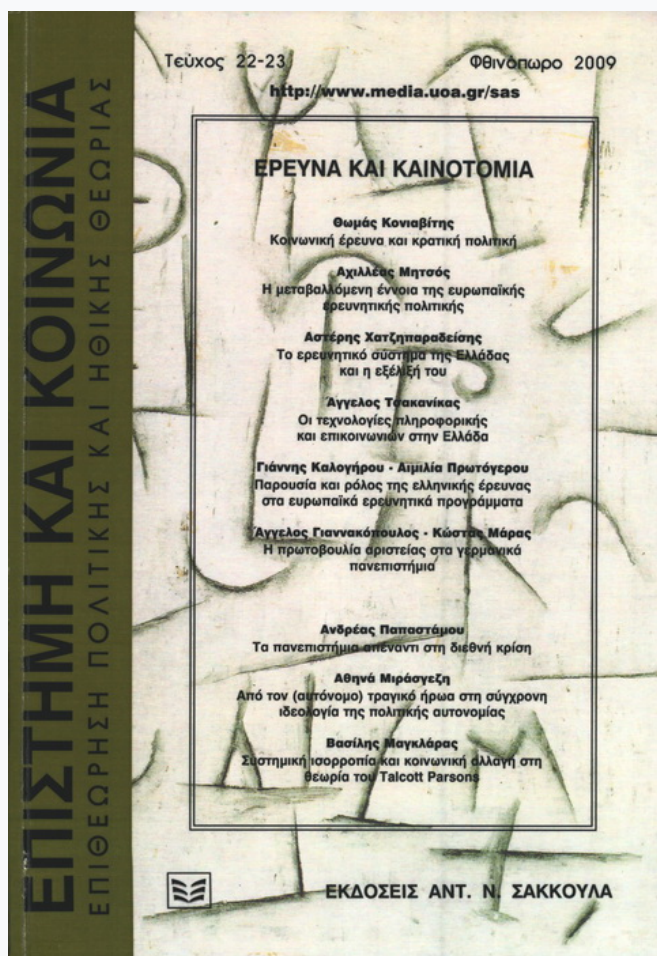 ΕΠΙΣΤΗΜΗ ΚΑΙ ΚΟΙΝΩΝΙΑ
ΕΠΙΘΕΩΡΗΣΗ ΠΟΛΙΤΙΚΗΣ ΚΑΙ ΗΘΙΚΗΣ ΘΕΩΡΙΑΣ
Τεύχος 22-23 Φθινόπωρο 2009
http://www.media.uoa.gr/sas
ΕΡΕΥΝΑ ΚΑΙ ΚΑΙΝΟΤΟΜΙΑ
Θωμάς Κονιαβίτης
Κοινωνική έρευνα και κρατική πολιτική
Αχιλλέας Μητσός
Η μεταβαλλόμενη έννοια της ευρωπαϊκής
ερευνητικής πολιτικής
Αστέρης Χατζηπαραδείσης
Το ερευνητικό σύστημα της Ελλάδας
και η εξέλιξή του
Άγγελος Τσακανίκας
Οι τεχνολογίες πληροφορικής
και επικοινωνιών στην Ελλάδα
Γιάννης Καλογήρου - Αιμιλία Πρωτόγερου
Παρουσία και ρόλος της ελληνικής έρευνας
στα ευρωπαϊκά ερευνητικά προγράμματα
Άγγελος Γιαννακόπουλος - Κώστας Μάρας
Η πρωτοβουλία αριστείας στα γερμανικά
πανεπιστήμια
Ανδρέας Παπαστάμου
Τα πανεπιστήμια απέναντι στη διεθνή κρίση
Αθηνά Μιράσγεζη
Από τον (αυτόνομο) τραγικό ήρωα στη σύγχρονη
ιδεολογία της πολιτικής αυτονομίας
Βασίλης Μαγκλάρας
Συστημική ισορροπία και κοινωνική αλλαγή στη
θεωρία του Talcott Parsons
ΕΚΔΟΣΕΙΣ ΑΝΤ. Ν. ΣΑΚΚΟΥΛΑ